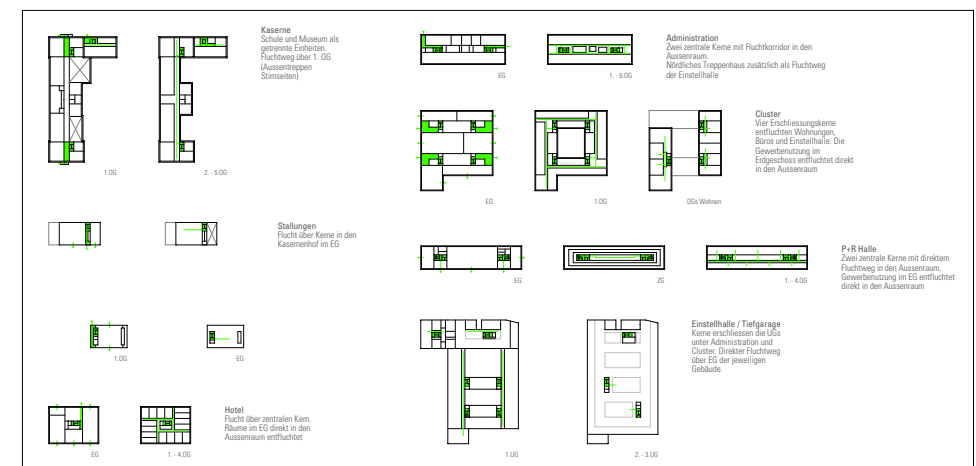 Kaserne
Schule und Museum als
getrennte Einheiten.
Fluchtweg über 1. OG
(Aussentreppen
Stirnseiten)
1.OG
2. - 5.OG
Stallungen
Flucht über Kerne in den
Kasernenhof im EG
1.OG
EG
Hotel
Flucht über zentralen Kern.
Räume im EG direkt in den
Aussenraum entfluchtet
EG
1. - 4.OG
Administration
Zwei zentrale Kerne mit Fluchtkorridor in den
Aussenraum.
Nördliches Treppenhaus zusätzlich als Fluchtweg
der Einstellhalle
EG
1. - 6.OG
Cluster
Vier Erschliessungskerne
entfluchten Wohnungen,
Büros und Einstellhalle. Die
Gewerbenutzung im
Erdgeschoss entfluchtet direkt
in den Aussenraum
EG
1.OG
OGs Wohnen
P+R Halle
Zwei zentrale Kerne mit direktem
Fluchtweg in den Aussenraum.
Gewerbenutzung im EG entfluchtet
direkt in den Aussenraum
EG
ZG
1. - 4.OG
Einstellhalle / Tiefgarage
Kerne erschliessen die UGs
unter Administration und
Cluster. Direkter Fluchtweg
über EG der jeweiligen
Gebäude.
1.UG
2. - 3.UG